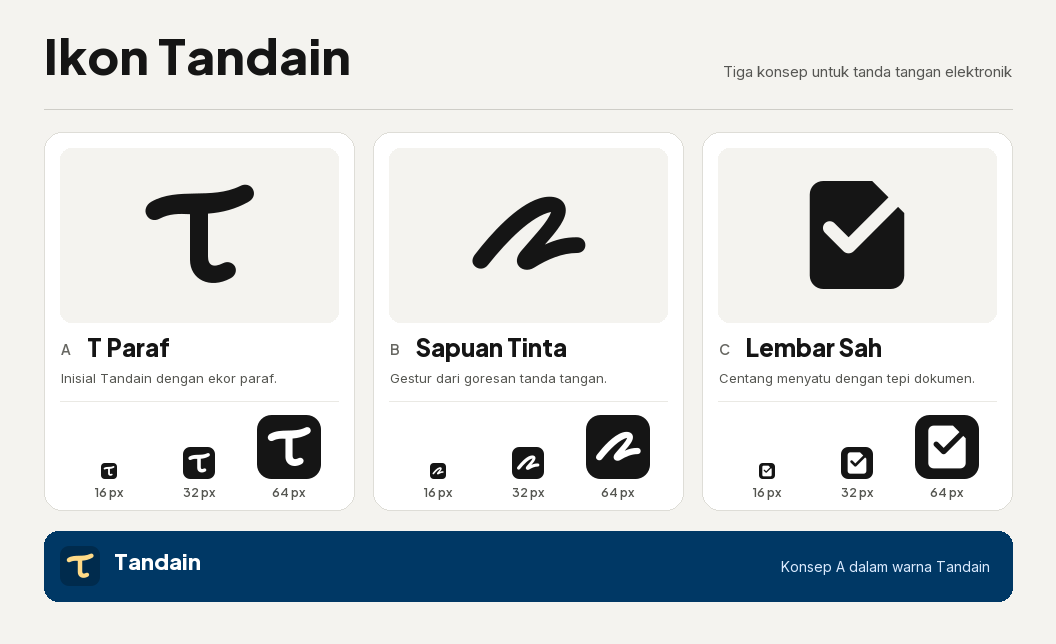 Ikon Tandain
Tiga konsep untuk tanda tangan elektronik
A T Paraf
Inisial Tandain dengan ekor paraf.
16 px 32 px 64 px
B Sapuan Tinta
Gestur dari goresan tanda tangan.
16 px 32 px 64 px
C Lembar Sah
Centang menyatu dengan tepi dokumen.
16 px 32 px 64 px
Tandain
Konsep A dalam warna Tandain